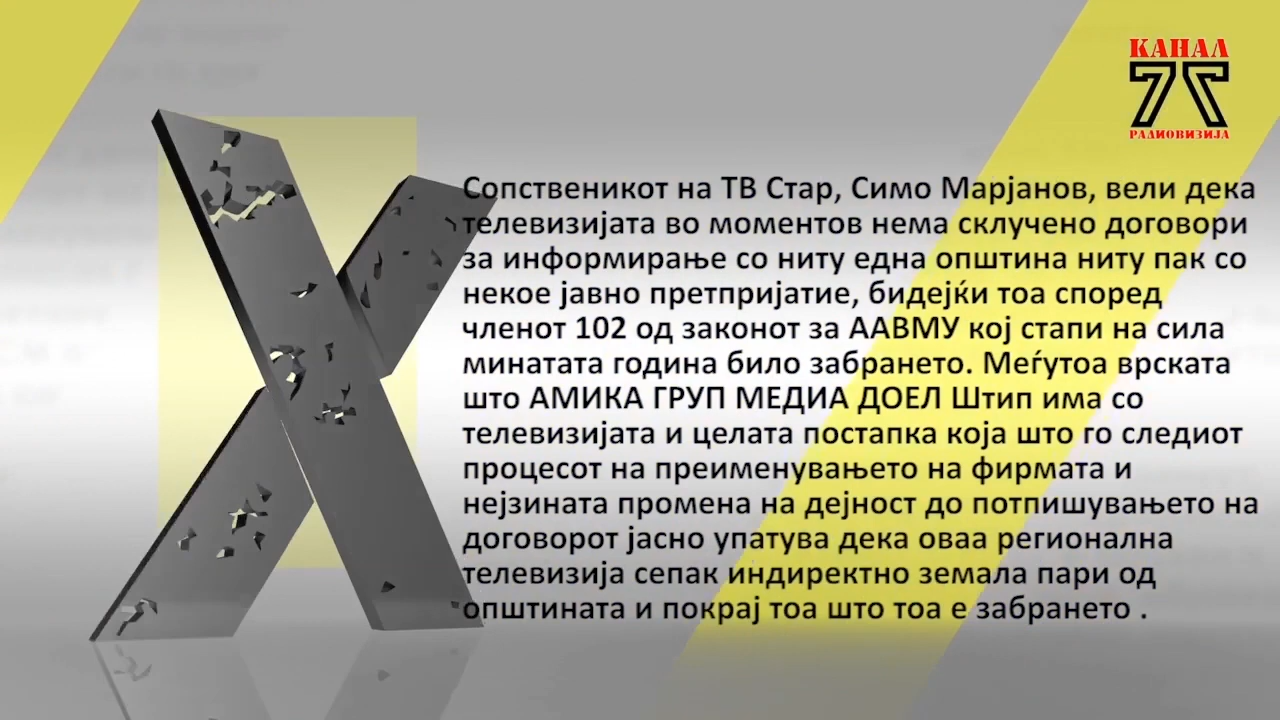 КАНАЛ
77
РАДИОВИЗИЈА
Сопственикот на ТВ Стар, Симо Марјанов, вели дека
телевизијата во моментов нема склучено договори
за информирање со ниту една општина ниту пак со
некое јавно претпријатие, бидејќи тоа според
членот 102 од законот за ААВМУ кој стапи на сила
минатата година било забрането. Меѓутоа врската
што АМИКА ГРУП МЕДИА ДОЕЛ Штип има со
телевизијата и целата постапка која што го следиот
процесот на преименувањето на фирмата и
нејзината промена на дејност до потпишувањето на
договорот јасно упатува дека оваа регионална
телевизија сепак индиректно земала пари од
општината и покрај тоа што тоа е забрането .